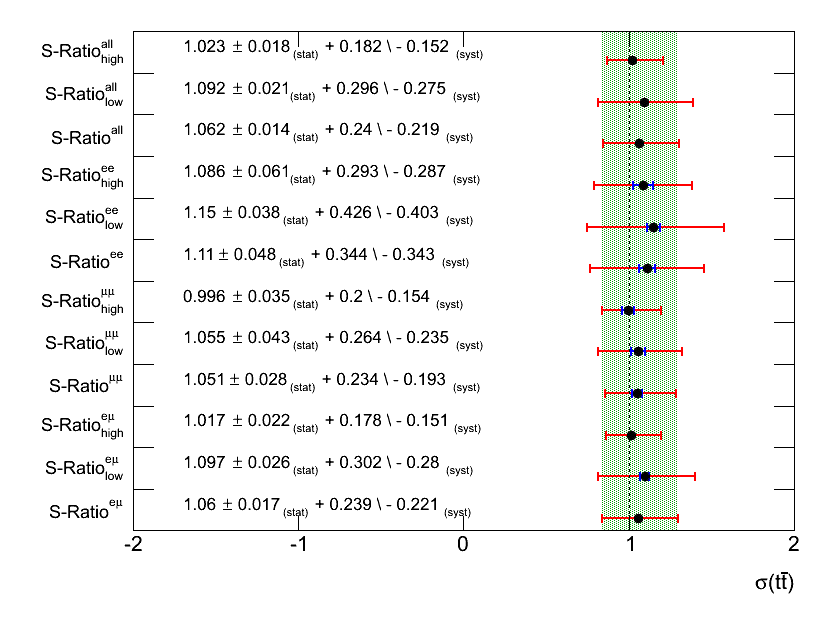 S-Ratio^all_high 1.023 ± 0.018 (stat) + 0.182 \ - 0.152 (syst)
S-Ratio^all_low 1.092 ± 0.021 (stat) + 0.296 \ - 0.275 (syst)
S-Ratio^all 1.062 ± 0.014 (stat) + 0.24 \ - 0.219 (syst)
S-Ratio^ee_high 1.086 ± 0.061 (stat) + 0.293 \ - 0.287 (syst)
S-Ratio^ee_low 1.15 ± 0.038 (stat) + 0.426 \ - 0.403 (syst)
S-Ratio^ee 1.11 ± 0.048 (stat) + 0.344 \ - 0.343 (syst)
S-Ratio^μμ_high 0.996 ± 0.035 (stat) + 0.2 \ - 0.154 (syst)
S-Ratio^μμ_low 1.055 ± 0.043 (stat) + 0.264 \ - 0.235 (syst)
S-Ratio^μμ 1.051 ± 0.028 (stat) + 0.234 \ - 0.193 (syst)
S-Ratio^eμ_high 1.017 ± 0.022 (stat) + 0.178 \ - 0.151 (syst)
S-Ratio^eμ_low 1.097 ± 0.026 (stat) + 0.302 \ - 0.28 (syst)
S-Ratio^eμ 1.06 ± 0.017 (stat) + 0.239 \ - 0.221 (syst)
-2 -1 0 1 2
σ(tt̄)